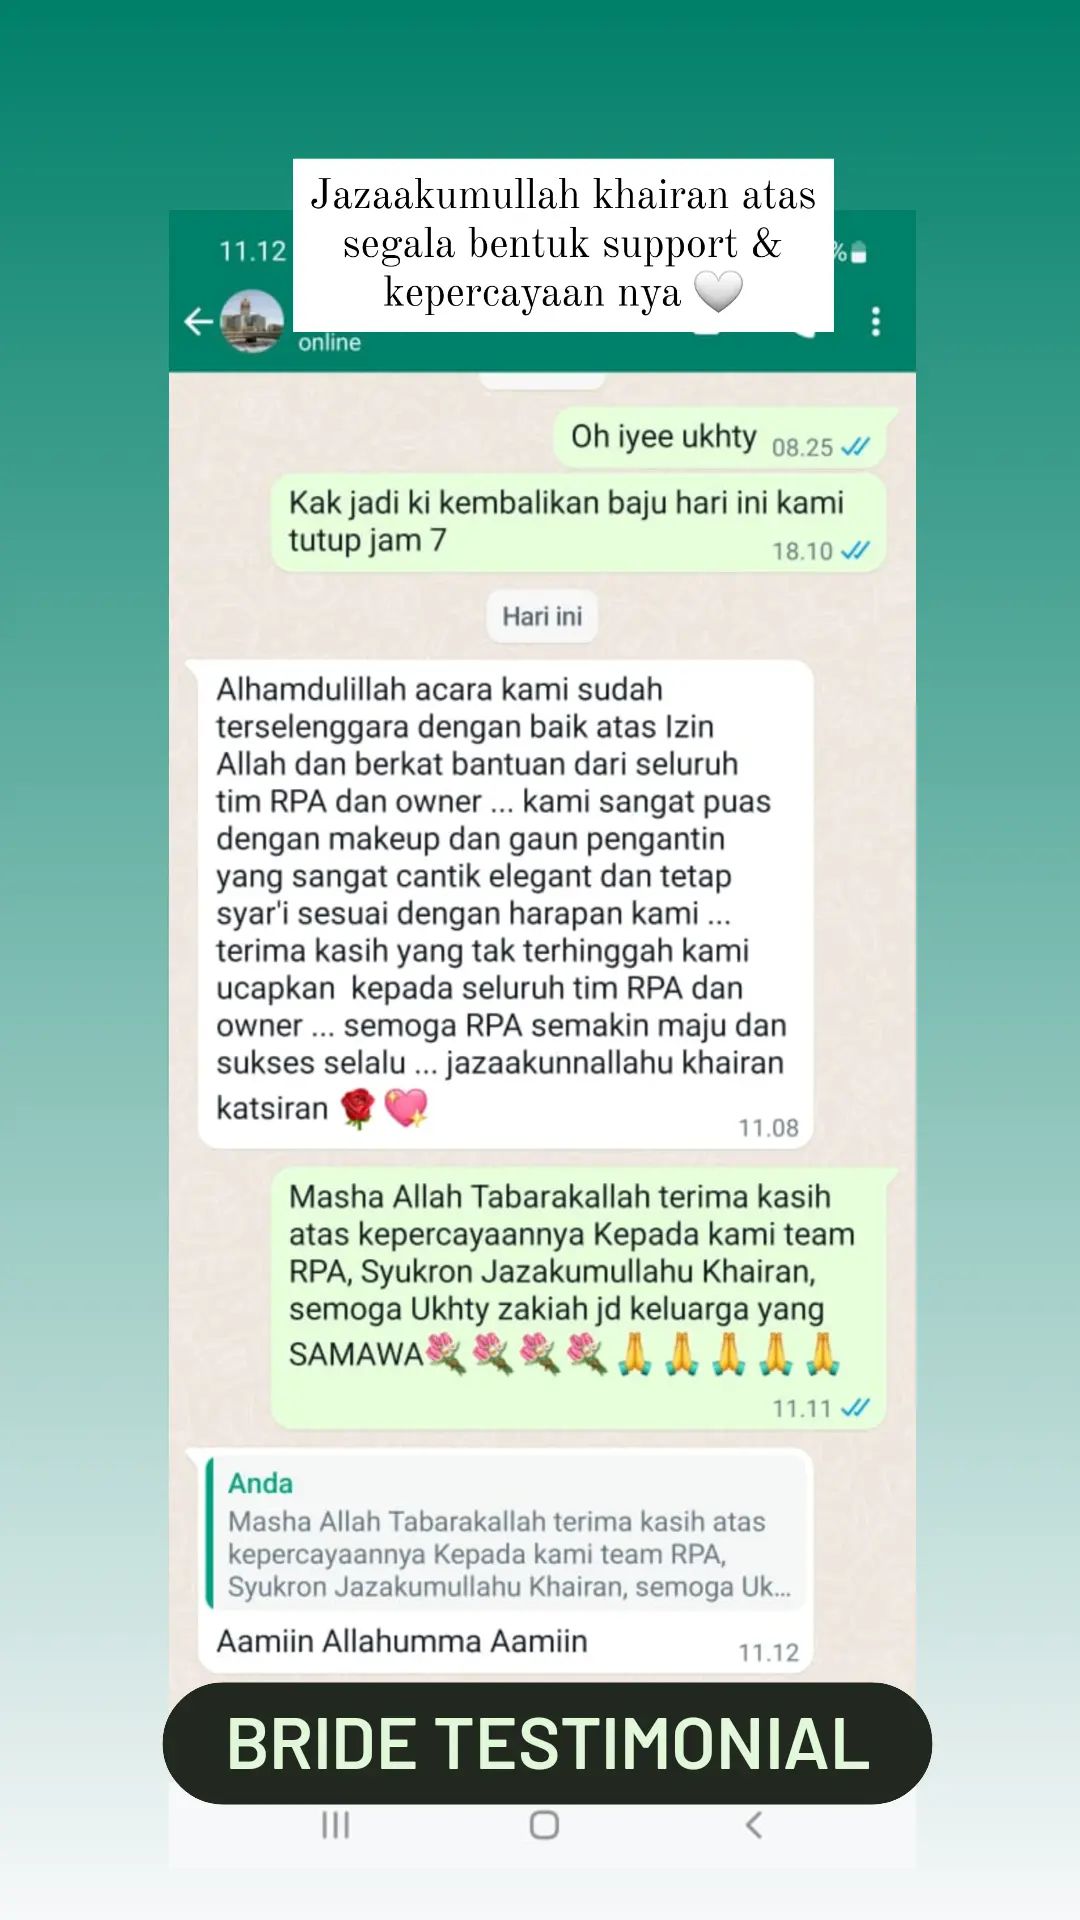 Jazaakumullah khairan atas
segala bentuk support &
kepercayaan nya 🤍
11.12
%
online
Oh iyee ukhty 08.25
Kak jadi ki kembalikan baju hari ini kami
tutup jam 7
18.10
Hari ini
Alhamdulillah acara kami sudah
terselenggara dengan baik atas Izin
Allah dan berkat bantuan dari seluruh
tim RPA dan owner ... kami sangat puas
dengan makeup dan gaun pengantin
yang sangat cantik elegant dan tetap
syar'i sesuai dengan harapan kami ...
terima kasih yang tak terhinggah kami
ucapkan  kepada seluruh tim RPA dan
owner ... semoga RPA semakin maju dan
sukses selalu ... jazaakunnallahu khairan
katsiran 🌹💖
11.08
Masha Allah Tabarakallah terima kasih
atas kepercayaannya Kepada kami team
RPA, Syukron Jazakumullahu Khairan,
semoga Ukhty zakiah jd keluarga yang
SAMAWA💐💐💐💐🙏🙏🙏🙏🙏
11.11
Anda
Masha Allah Tabarakallah terima kasih atas
kepercayaannya Kepada kami team RPA,
Syukron Jazakumullahu Khairan, semoga Uk...
Aamiin Allahumma Aamiin
11.12
BRIDE TESTIMONIAL